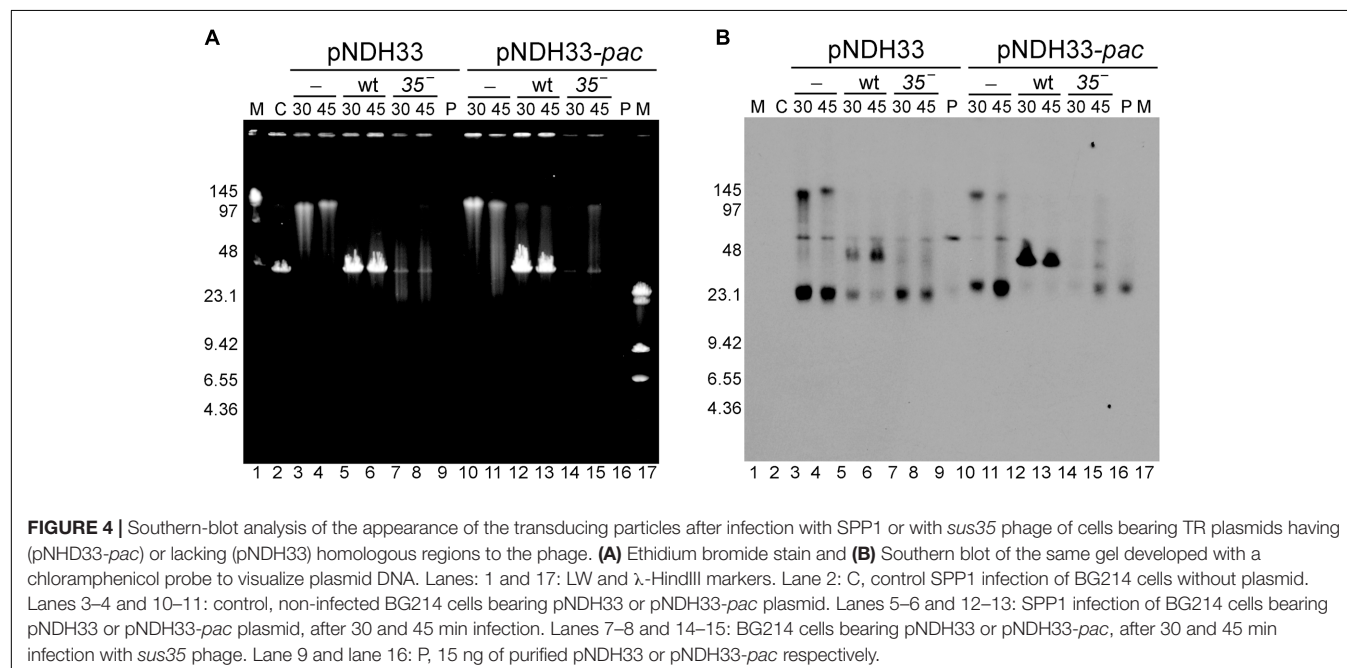 A
pNDH33 pNDH33-pac
– wt 35⁻ – wt 35⁻
M C 30 45 30 45 30 45 P 30 45 30 45 30 45 P M
145
97
48
23.1
9.42
6.55
4.36
1 2 3 4 5 6 7 8 9 10 11 12 13 14 15 16 17
B
pNDH33 pNDH33-pac
– wt 35⁻ – wt 35⁻
M C 30 45 30 45 30 45 P 30 45 30 45 30 45 P M
145
97
48
23.1
9.42
6.55
4.36
1 2 3 4 5 6 7 8 9 10 11 12 13 14 15 16 17
FIGURE 4 | Southern-blot analysis of the appearance of the transducing particles after infection with SPP1 or with sus35 phage of cells bearing TR plasmids having
(pNHD33-pac) or lacking (pNDH33) homologous regions to the phage. (A) Ethidium bromide stain and (B) Southern blot of the same gel developed with a
chloramphenicol probe to visualize plasmid DNA. Lanes: 1 and 17: LW and λ-HindIII markers. Lane 2: C, control SPP1 infection of BG214 cells without plasmid.
Lanes 3–4 and 10–11: control, non-infected BG214 cells bearing pNDH33 or pNDH33-pac plasmid. Lanes 5–6 and 12–13: SPP1 infection of BG214 cells bearing
pNDH33 or pNDH33-pac plasmid, after 30 and 45 min infection. Lanes 7–8 and 14–15: BG214 cells bearing pNDH33 or pNDH33-pac, after 30 and 45 min
infection with sus35 phage. Lane 9 and lane 16: P, 15 ng of purified pNDH33 or pNDH33-pac respectively.